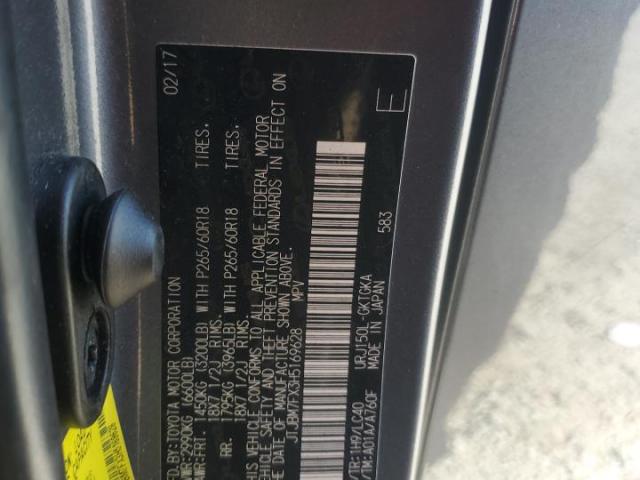 MFD.BY:TOYOTA MOTOR CORPORATION 02/17
GVWR:2990KG (6600LB)
GAWR:FRT. 1450KG (3200LB) WITH P265/60R18 TIRES.
18X7 1/2J RIMS.
RR. 1795KG (3965LB) WITH P265/60R18 TIRES.
18X7 1/2J RIMS.
THIS VEHICLE CONFORMS TO ALL APPLICABLE FEDERAL MOTOR
VEHICLE SAFETY AND THEFT PREVENTION STANDARDS IN EFFECT ON
THE DATE OF MANUFACTURE SHOWN ABOVE.
JTJBM7FX3H5169628
MPV
E
C/TR:1H9/LC40 URJ150L-GKTGKA 583
A/TM:A01A/A760F MADE IN JAPAN